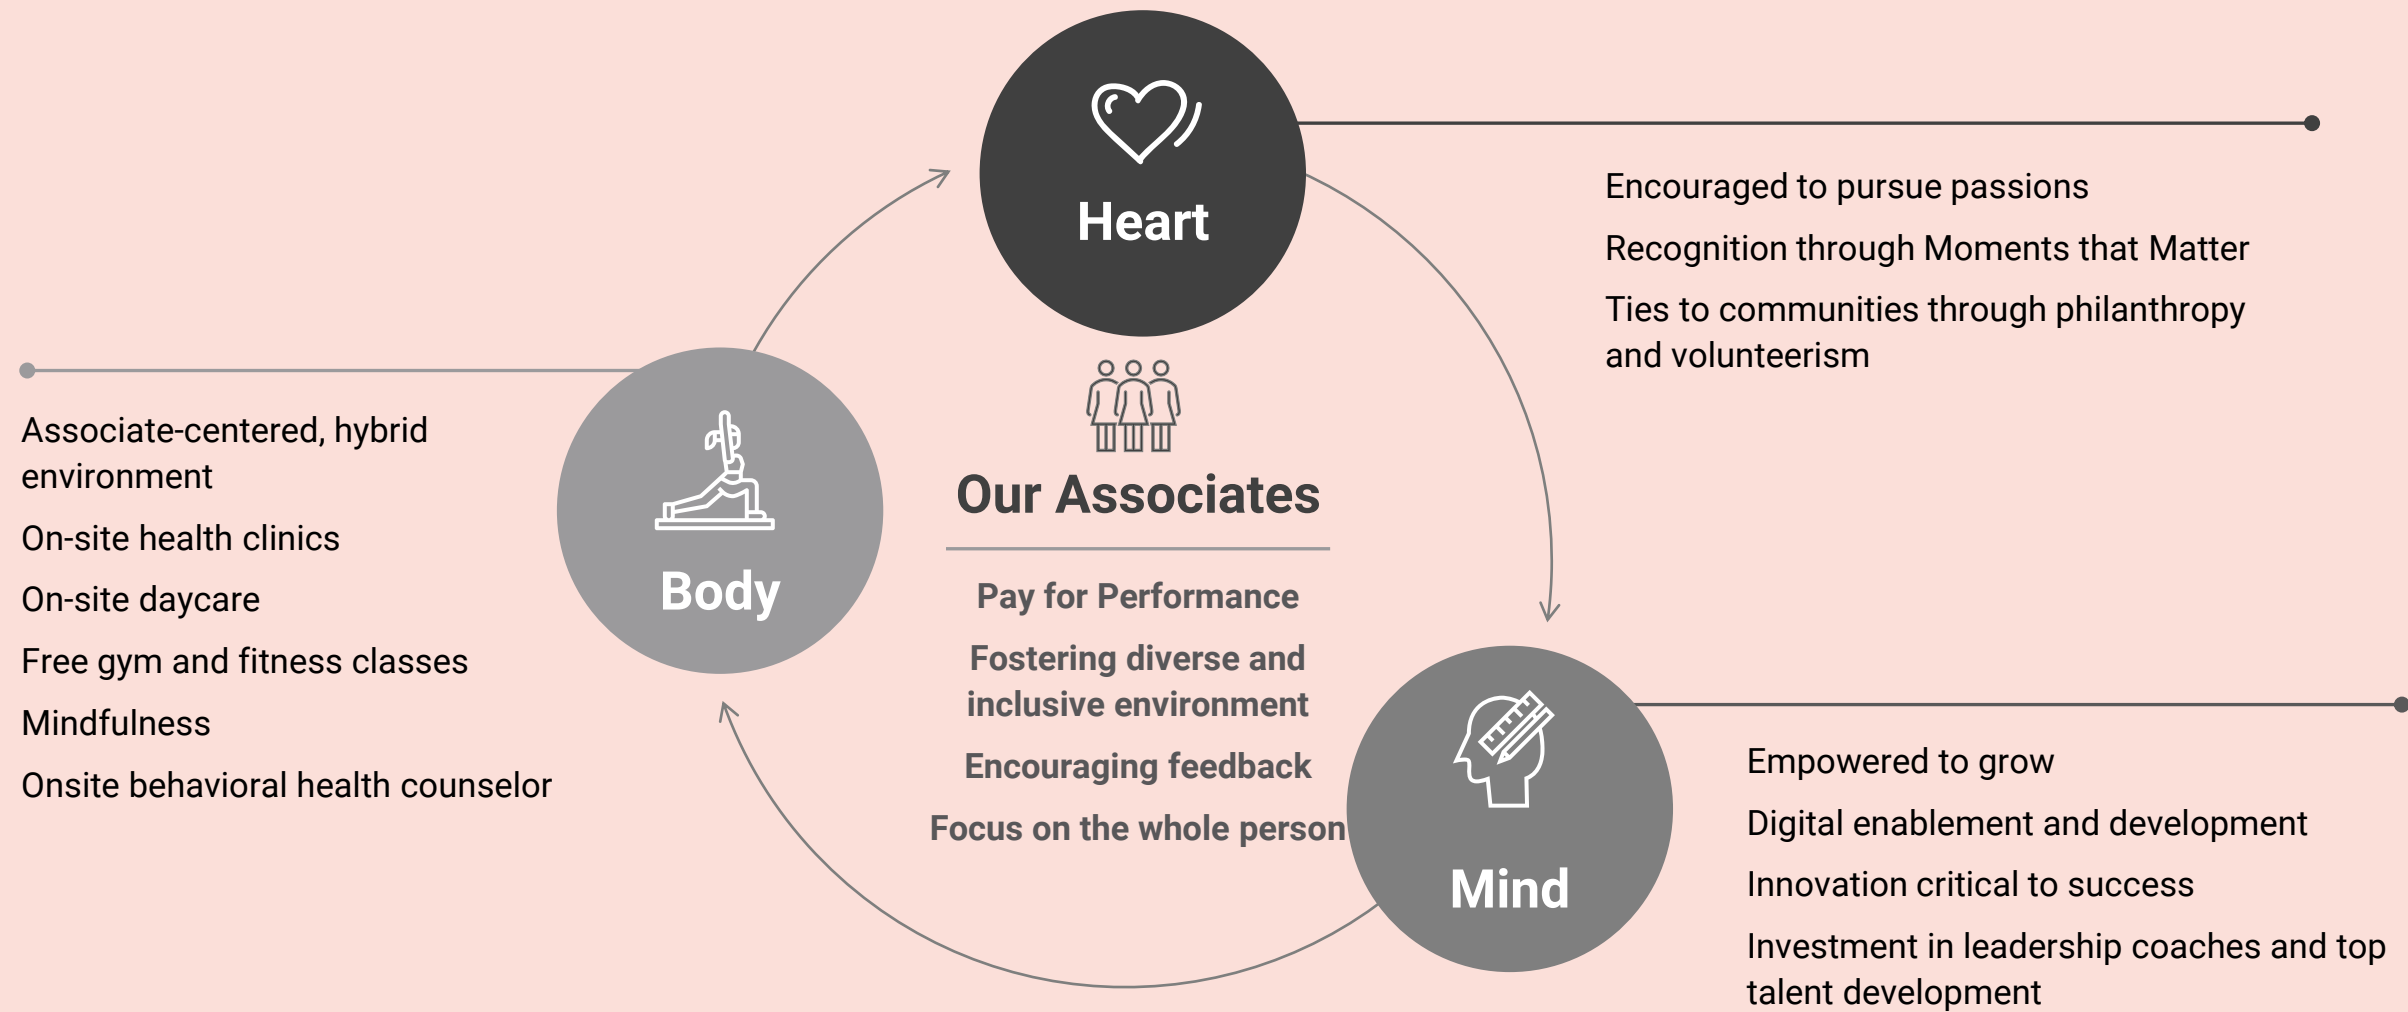 Heart
Encouraged to pursue passions
Recognition through Moments that Matter
Ties to communities through philanthropy
and volunteerism
Body
Associate-centered, hybrid
environment
On-site health clinics
On-site daycare
Free gym and fitness classes
Mindfulness
Onsite behavioral health counselor
Our Associates
Pay for Performance
Fostering diverse and
inclusive environment
Encouraging feedback
Focus on the whole person
Mind
Empowered to grow
Digital enablement and development
Innovation critical to success
Investment in leadership coaches and top
talent development